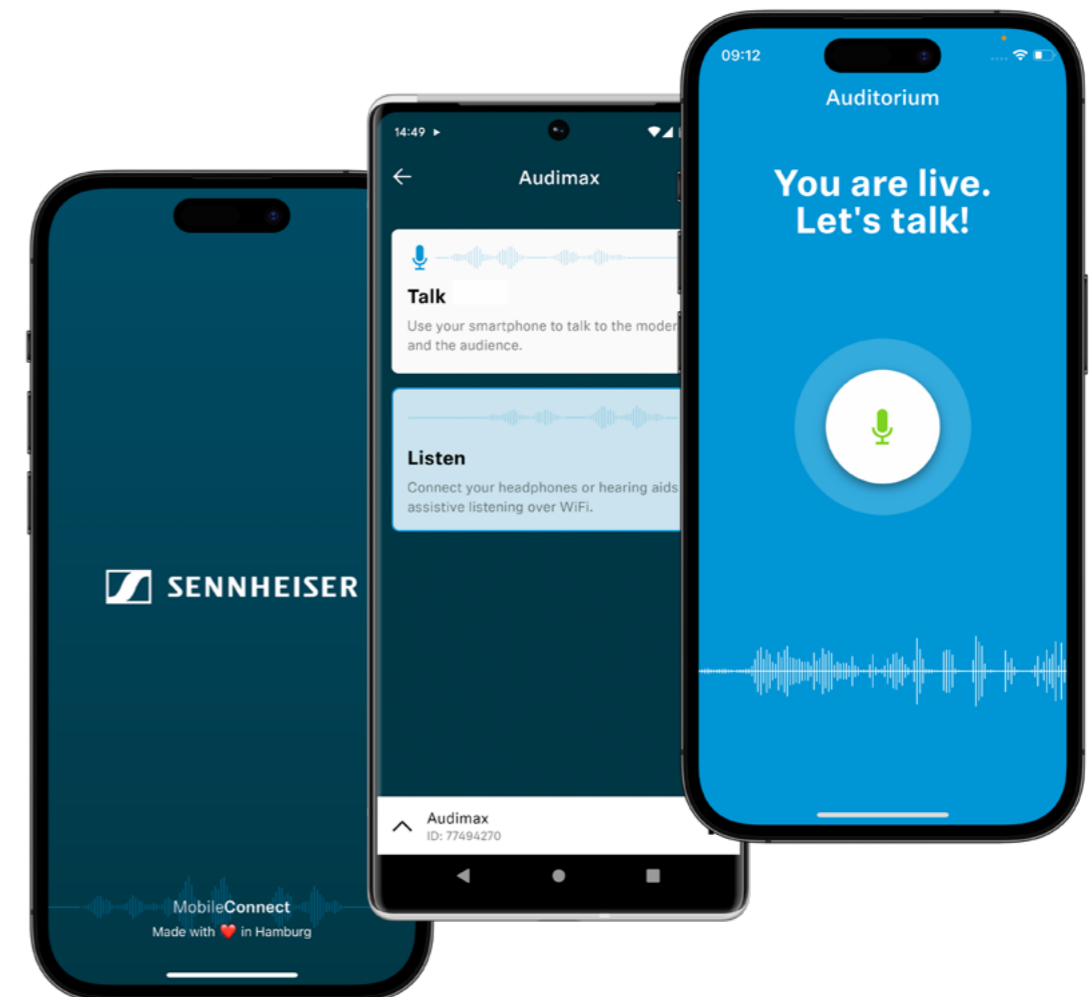 SENNHEISER
MobileConnect
Made with ❤️ in Hamburg
14:49
Audimax
Talk
Use your smartphone to talk to the
and the audience.
Listen
Connect your headphones or hearing aids
assistive listening over WiFi.
Audimax
ID: 77494270
09:12
Auditorium
You are live.
Let's talk!